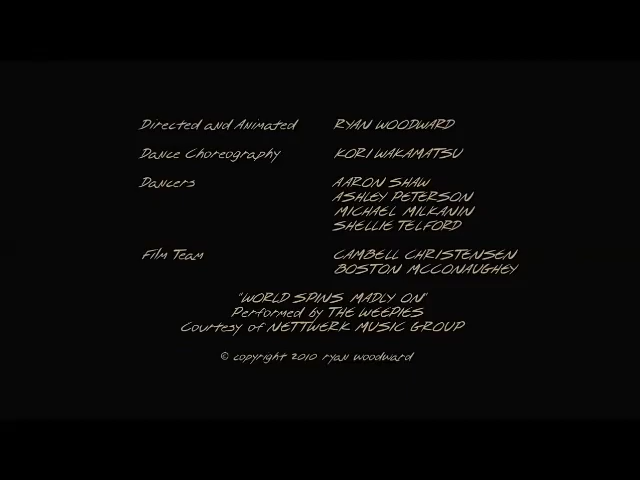 Directed and Animated RYAN WOODWARD
Dance Choreography KORI WAKAMATSU
Dancers AARON SHAW
ASHLEY PETERSON
MICHAEL MILKANIN
SHELLIE TELFORD
Film Team CAMBELL CHRISTENSEN
BOSTON MCCONAUGHEY
"WORLD SPINS MADLY ON"
Performed by THE WEEPIES
Courtesy of NETTWERK MUSIC GROUP
© copyright 2010 ryan woodward